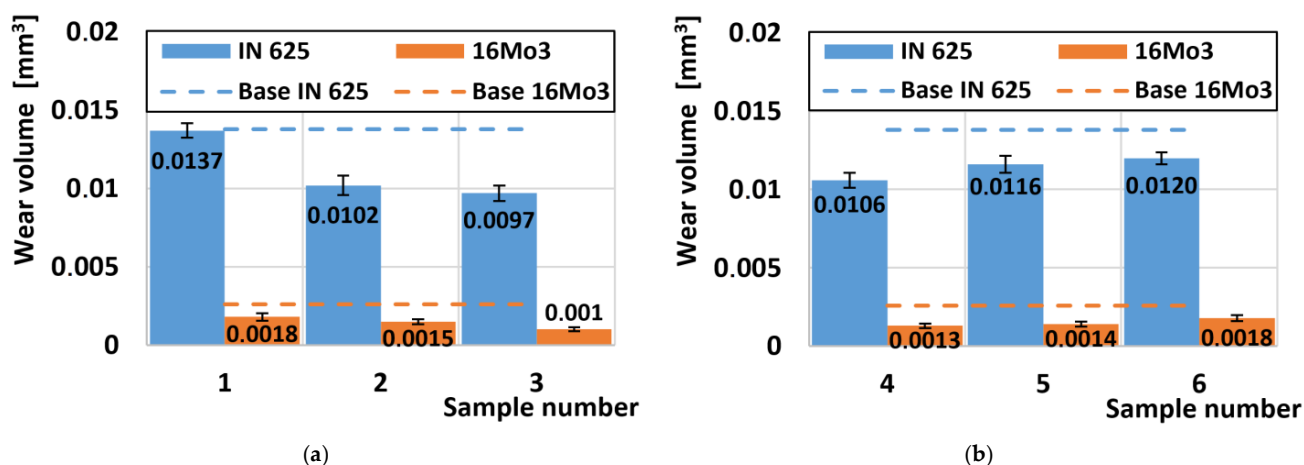 0.02
IN 625 16Mo3
Base IN 625 Base 16Mo3
0.015
0.01
0.005
0
Wear volume [mm³]
0.0137
0.0102
0.0097
0.0018
0.0015
0.001
1 2 3
Sample number
(a)
0.02
IN 625 16Mo3
Base IN 625 Base 16Mo3
0.015
0.01
0.005
0
Wear volume [mm³]
0.0106
0.0116
0.0120
0.0013
0.0014
0.0018
4 5 6
Sample number
(b)